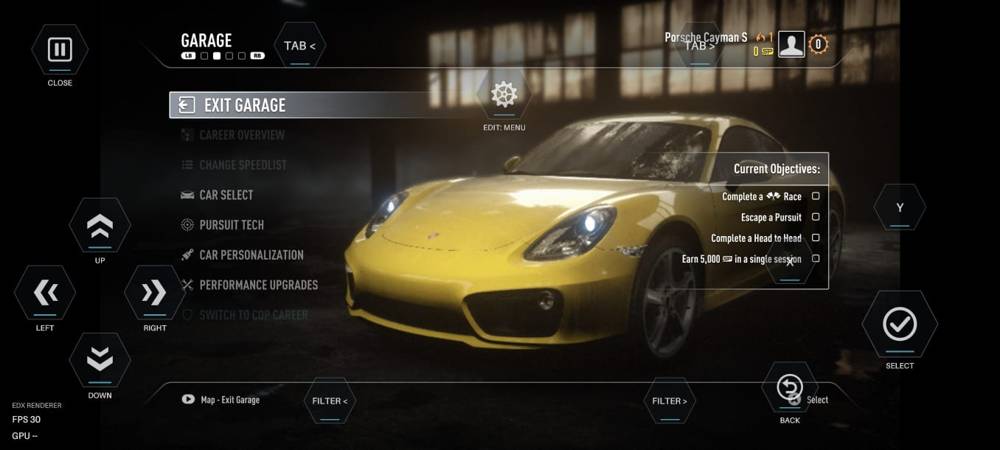 GARAGE
LB
RB
TAB <
Porsche Cayman S
1
TAB >
0
0
CLOSE
EXIT GARAGE
EDIT: MENU
CAREER OVERVIEW
CHANGE SPEEDLIST
Current Objectives:
CAR SELECT
Complete a Race
Y
PURSUIT TECH
Escape a Pursuit
Complete a Head to Head
UP
CAR PERSONALIZATION
Earn 5,000 in a single session
X
PERFORMANCE UPGRADES
SWITCH TO COP CAREER
LEFT
RIGHT
SELECT
DOWN
Map - Exit Garage
FILTER <
FILTER >
Select
BACK
EDX RENDERER
FPS 30
GPU --